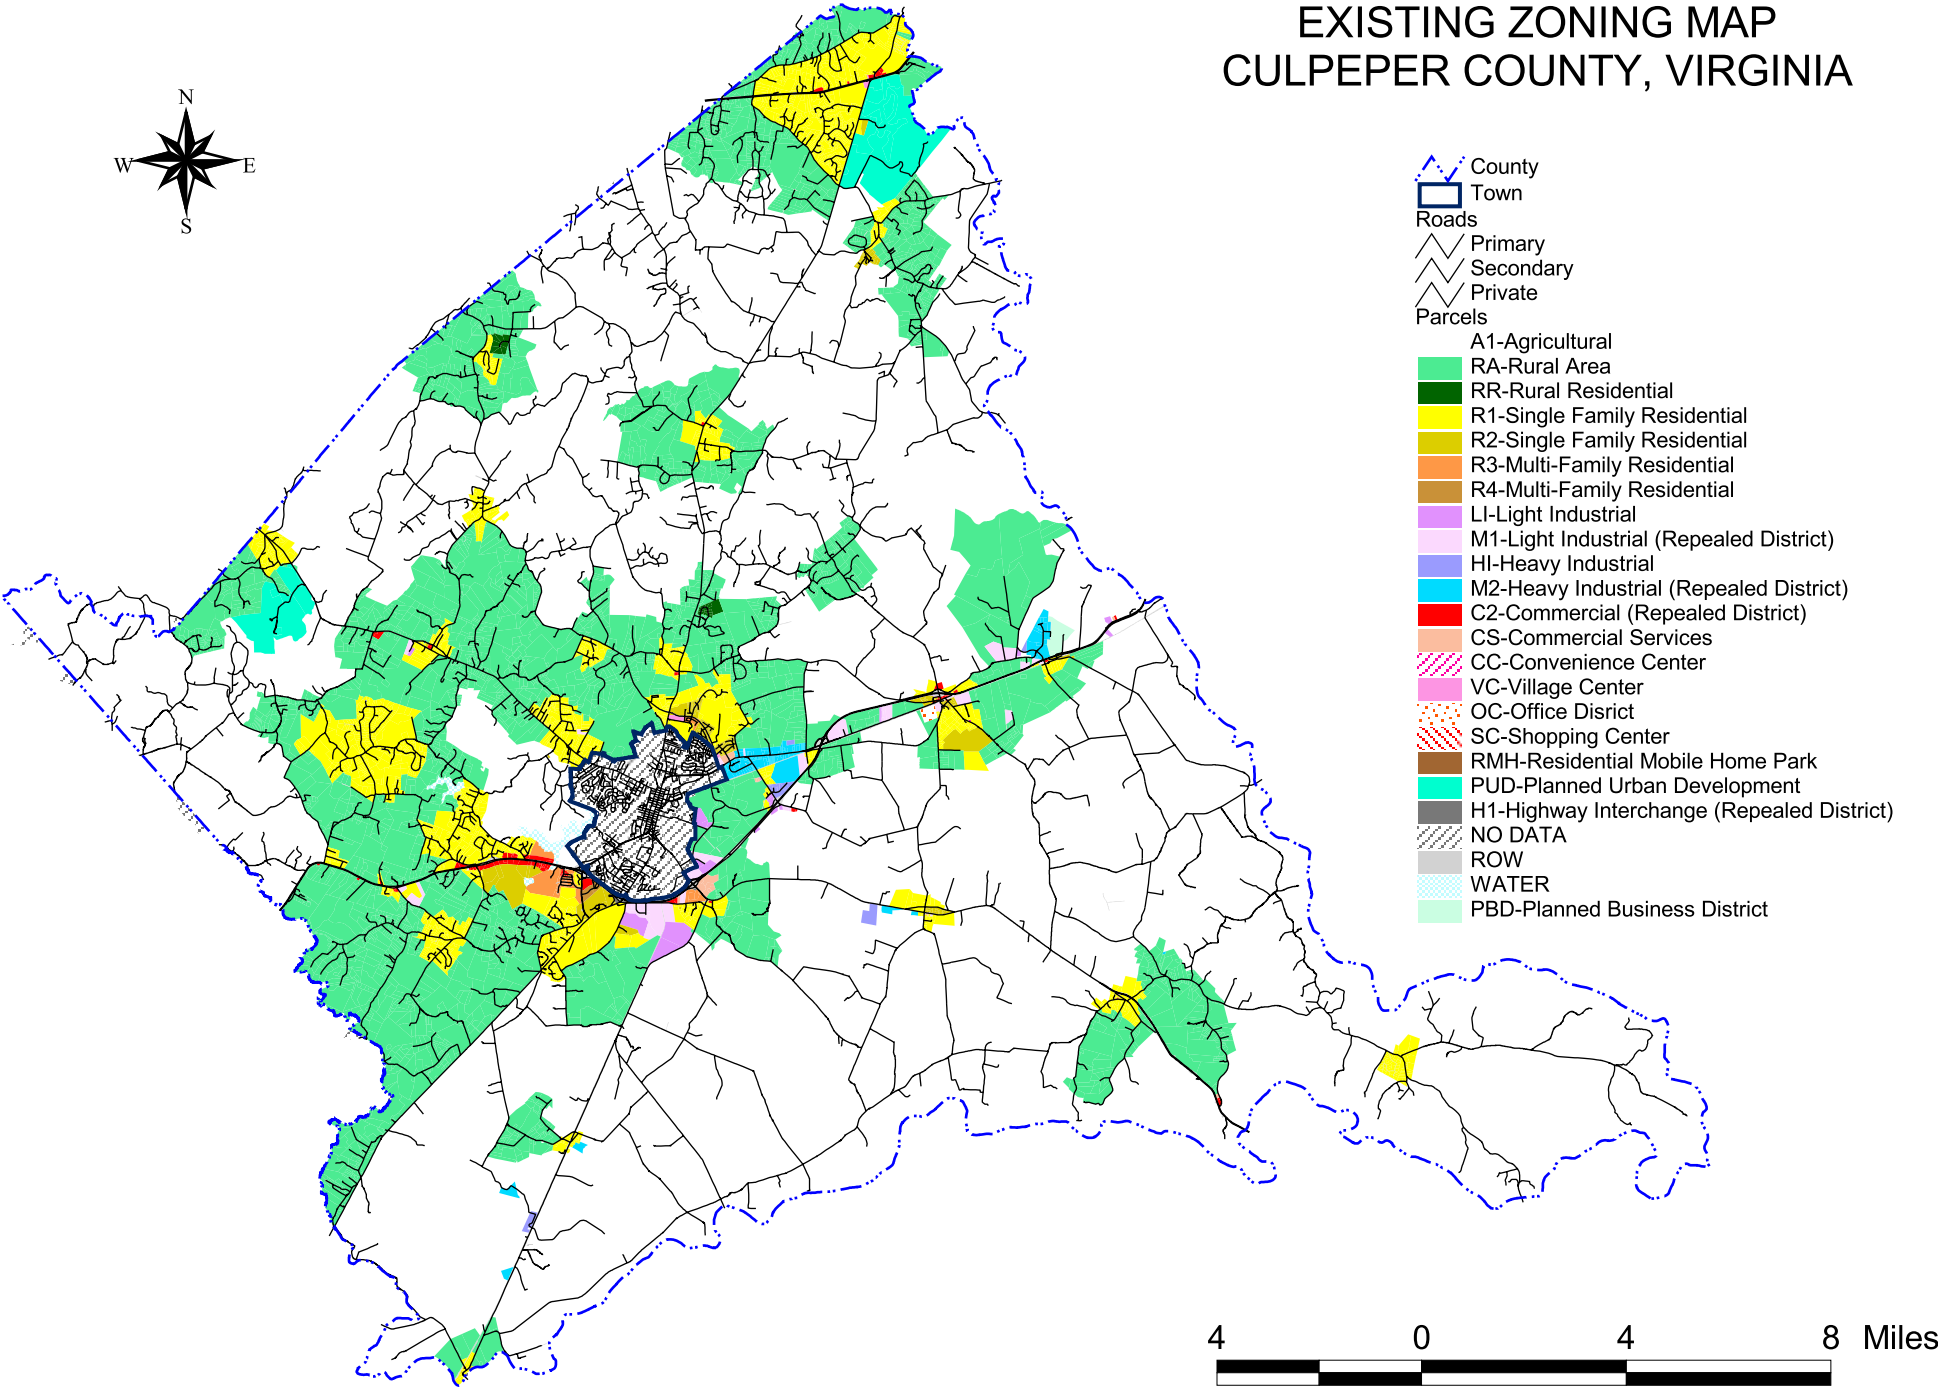 EXISTING ZONING MAP
CULPEPER COUNTY, VIRGINIA
N
W E
S
County
Town
Roads
Primary
Secondary
Private
Parcels
A1-Agricultural
RA-Rural Area
RR-Rural Residential
R1-Single Family Residential
R2-Single Family Residential
R3-Multi-Family Residential
R4-Multi-Family Residential
LI-Light Industrial
M1-Light Industrial (Repealed District)
HI-Heavy Industrial
M2-Heavy Industrial (Repealed District)
C2-Commercial (Repealed District)
CS-Commercial Services
CC-Convenience Center
VC-Village Center
OC-Office Disrict
SC-Shopping Center
RMH-Residential Mobile Home Park
PUD-Planned Urban Development
H1-Highway Interchange (Repealed District)
NO DATA
ROW
WATER
PBD-Planned Business District
4 0 4 8 Miles